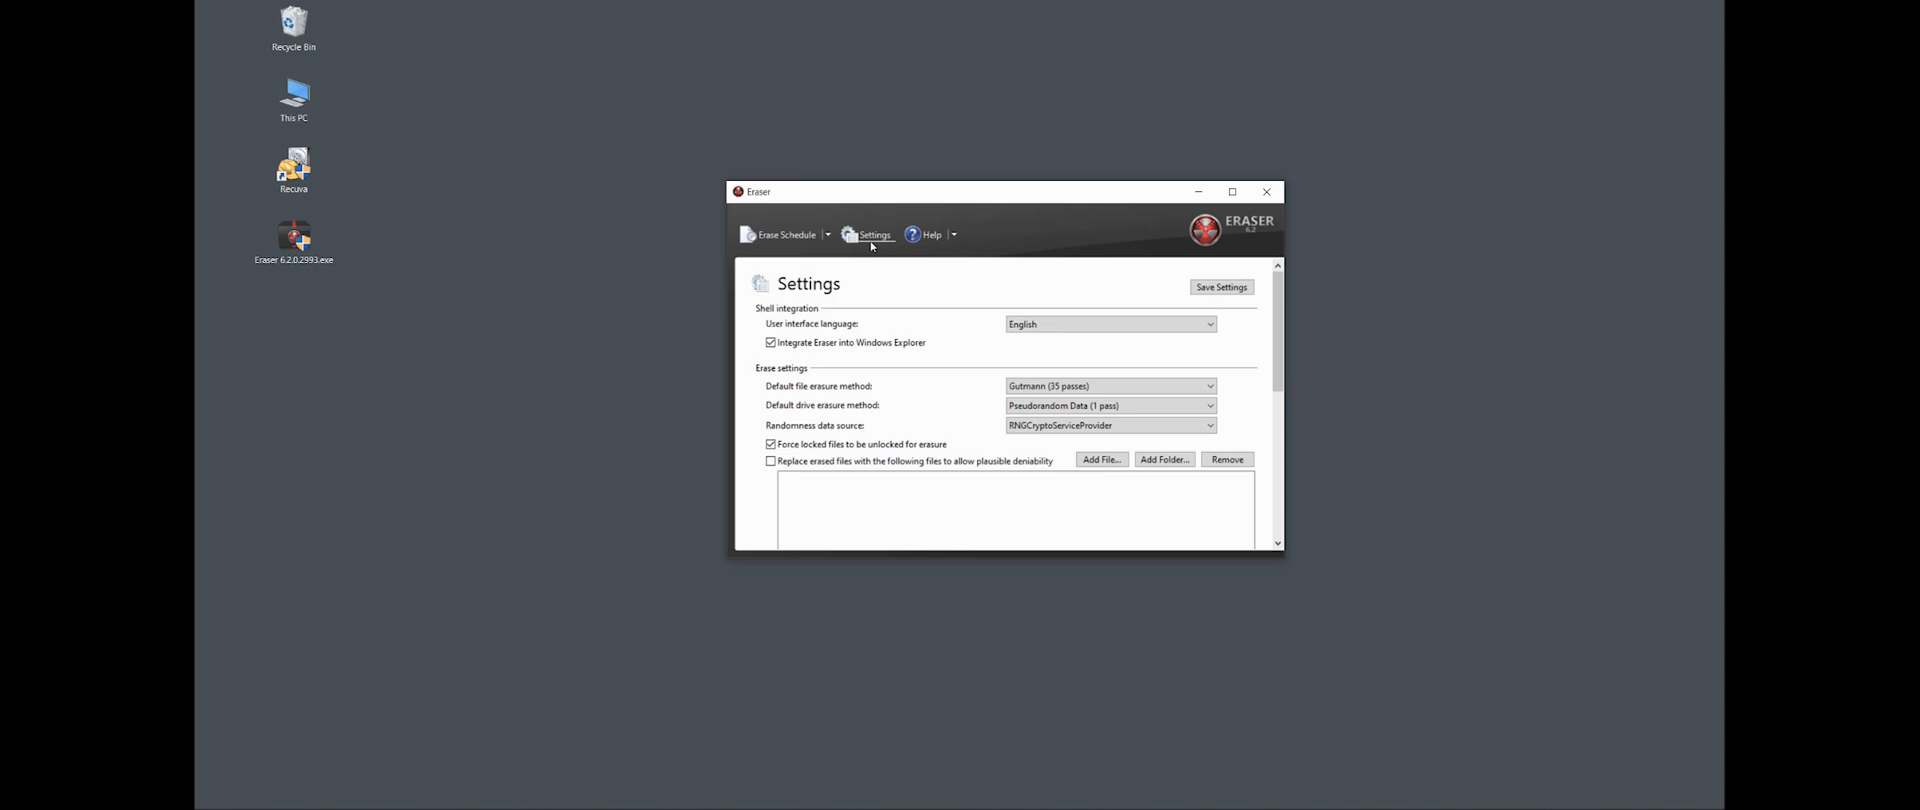 Recycle Bin
This PC
Recuva
Eraser 6.2.0.2993.exe
Eraser
Erase Schedule
Settings
Help
ERASER
6.2
Settings
Save Settings
Shell integration
User interface language:
English
Integrate Eraser into Windows Explorer
Erase settings
Default file erasure method:
Gutmann (35 passes)
Default drive erasure method:
Pseudorandom Data (1 pass)
Randomness data source:
RNGCryptoServiceProvider
Force locked files to be unlocked for erasure
Replace erased files with the following files to allow plausible deniability
Add File...
Add Folder...
Remove